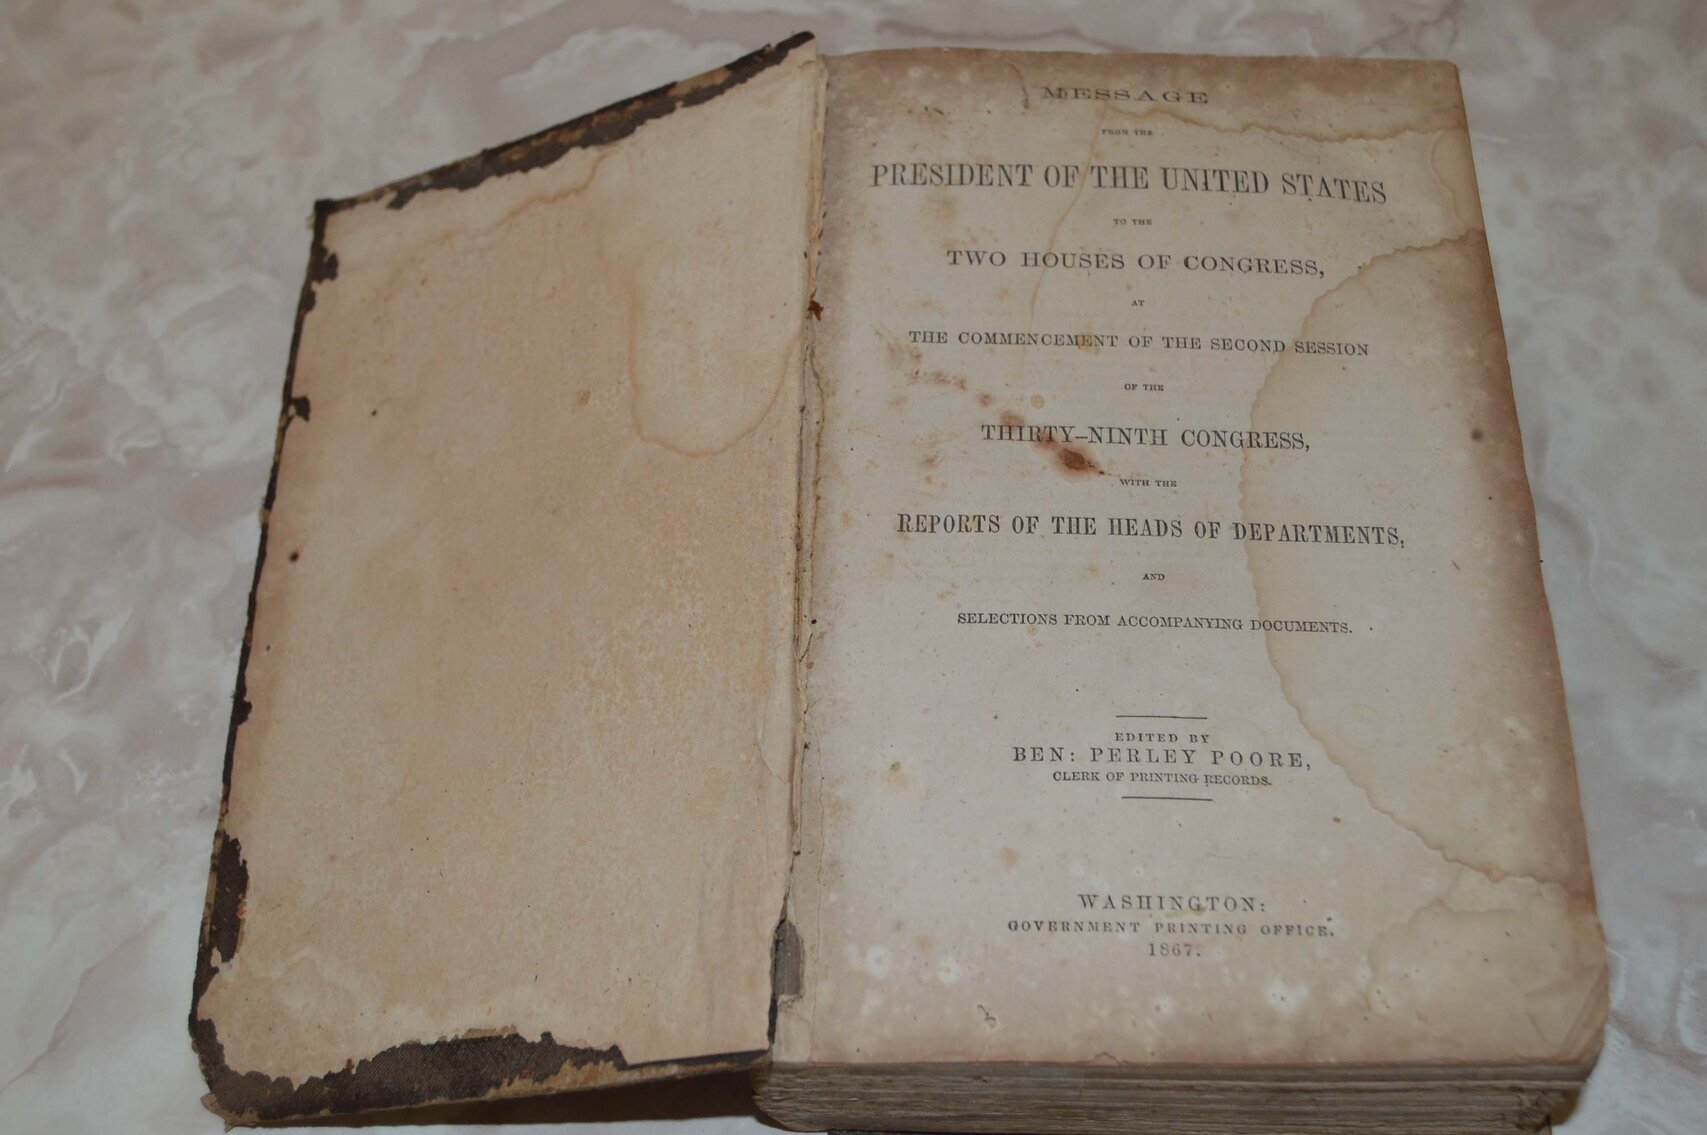 MESSAGE
FROM THE
PRESIDENT OF THE UNITED STATES
TO THE
TWO HOUSES OF CONGRESS,
AT
THE COMMENCEMENT OF THE SECOND SESSION
OF THE
THIRTY-NINTH CONGRESS,
WITH THE
REPORTS OF THE HEADS OF DEPARTMENTS,
AND
SELECTIONS FROM ACCOMPANYING DOCUMENTS.
EDITED BY
BEN: PERLEY POORE,
CLERK OF PRINTING RECORDS.
WASHINGTON:
GOVERNMENT PRINTING OFFICE.
1867.